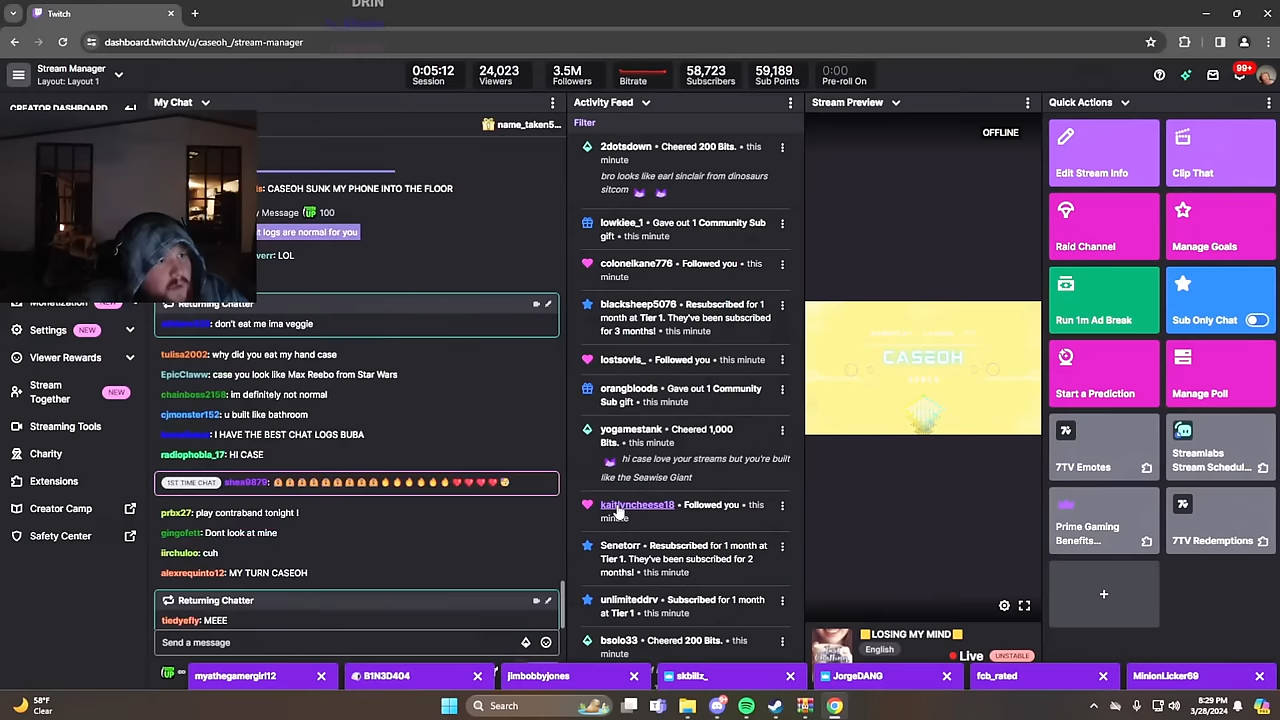 DRIN
Twitch
dashboard.twitch.tv/u/caseoh_/stream-manager
Stream Manager
Layout: Layout 1
0:05:12
Session
24,023
Viewers
3.5M
Followers
Bitrate
58,723
Subscribers
59,189
Sub Points
0:00
Pre-roll On
99+
CREATOR DASHBOARD
Monetization NEW
Settings NEW
Viewer Rewards
Stream
Together
NEW
Streaming Tools
Charity
Extensions
Creator Camp
Safety Center
My Chat
name_taken5...
: CASEOH SUNK MY PHONE INTO THE FLOOR
Message UP 100
t logs are normal for you
verr: LOL
Returning Chatter
: don't eat me ima veggie
tulisa2002: why did you eat my hand case
EpicClaww: case you look like Max Reebo from Star Wars
chainboss2158: im definitely not normal
cjmonster152: u built like bathroom
: I HAVE THE BEST CHAT LOGS BUBA
radiophobia_17: HI CASE
1ST TIME CHAT shea9879: 💰💰💰💰💰💰💰💰💰💰💰🔥🔥🔥🔥🔥🔥❤❤❤❤🤯
prbx27: play contraband tonight !
gingofett: Dont look at mine
iirchuloo: cuh
alexrequinto12: MY TURN CASEOH
Returning Chatter
tiedyefly: MEEE
Send a message
Activity Feed
Filter
2dotsdown • Cheered 200 Bits. • this
minute
bro looks like earl sinclair from dinosaurs
sitcom
lowkiee_1 • Gave out 1 Community Sub
gift • this minute
colonelkane776 • Followed you • this
minute
blacksheep5076 • Resubscribed for 1
month at Tier 1. They've been subscribed
for 3 months! • this minute
lostsovis_ • Followed you • this minute
orangbloods • Gave out 1 Community
Sub gift • this minute
yogamestank • Cheered 1,000
Bits. • this minute
hi case love your streams but you're built
like the Seawise Giant
kaitlyncheese18 • Followed you • this
minute
Senetorr • Resubscribed for 1 month at
Tier 1. They've been subscribed for 2
months! • this minute
unlimiteddrv • Subscribed for 1 month
at Tier 1 • this minute
bsolo33 • Cheered 200 Bits. • this
minute
Stream Preview
OFFLINE
CASEOH
LOSING MY MIND
English
Live UNSTABLE
Quick Actions
Edit Stream Info
Clip That
Raid Channel
Manage Goals
Run 1m Ad Break
Sub Only Chat
Start a Prediction
Manage Poll
7TV Emotes
Streamlabs
Stream Schedul...
Prime Gaming
Benefits...
7TV Redemptions
myathegamergirl12
B1N3D404
jimbobbyjones
skbillz_
JorgeDANG
fcb_rated
MinionLicker69
58°F
Clear
Search
8:29 PM
3/28/2024